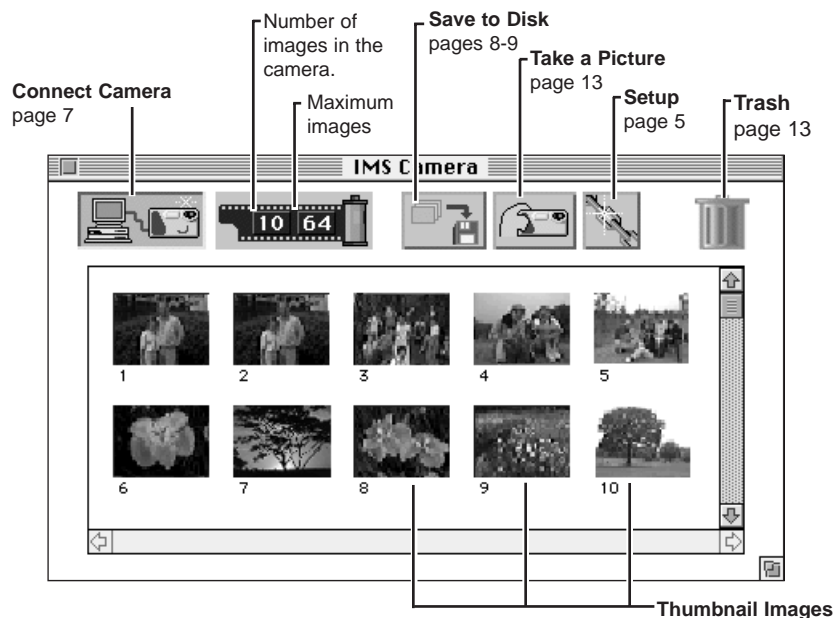 Number of
images in the
camera.
Save to Disk
pages 8-9
Take a Picture
page 13
Connect Camera
page 7
Maximum
images
Setup
page 5
Trash
page 13
IMS Camera
10 64
1 2 3 4 5
6 7 8 9 10
Thumbnail Images